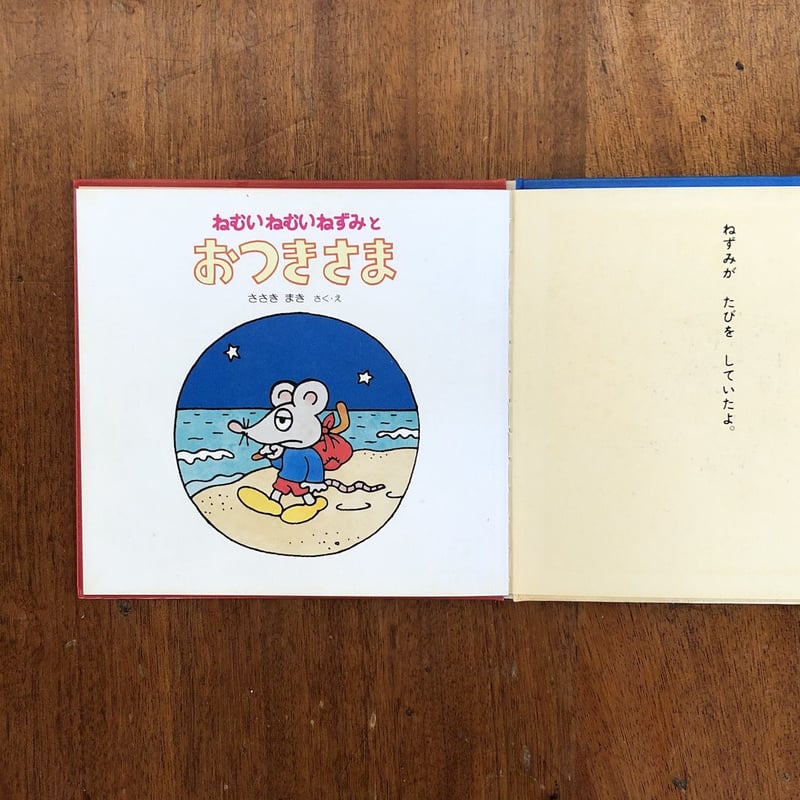 ねむいねむいねずみと
おつきさま
ささき まき さく・え
ねずみが たびを していたよ。